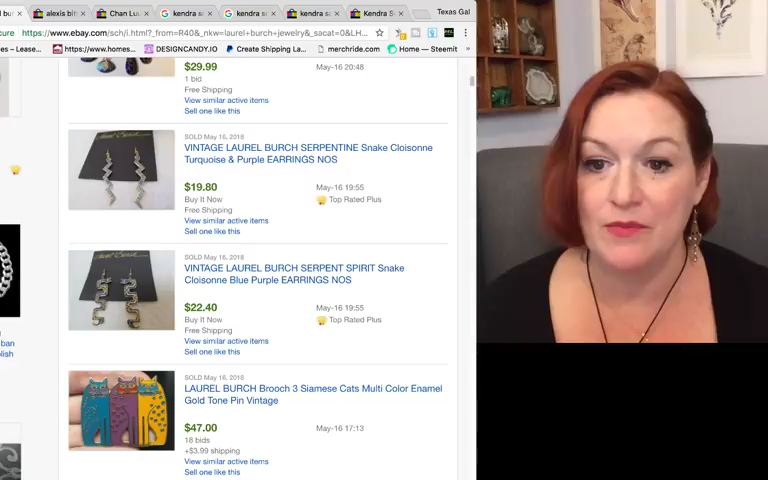 alexis bit
Chan Luu
kendra sc
kendra sc
kendra sc
Kendra S
Texas Gal
https://www.ebay.com/sch/i.html?_from=R40&_nkw=laurel+burch+jewelry&_sacat=0&LH...
https://www.homes...
DESIGNCANDY.IO
Create Shipping La...
merchride.com
Home — Steemit
$29.99
May-16 20:48
1 bid
Free Shipping
View similar active items
Sell one like this
SOLD May 16, 2018
VINTAGE LAUREL BURCH SERPENTINE Snake Cloisonne
Turquoise & Purple EARRINGS NOS
$19.80
May-16 19:55
Buy It Now
Top Rated Plus
Free Shipping
View similar active items
Sell one like this
SOLD May 16, 2018
VINTAGE LAUREL BURCH SERPENT SPIRIT Snake
Cloisonne Blue Purple EARRINGS NOS
$22.40
May-16 19:55
Buy It Now
Top Rated Plus
Free Shipping
View similar active items
Sell one like this
SOLD May 16, 2018
LAUREL BURCH Brooch 3 Siamese Cats Multi Color Enamel
Gold Tone Pin Vintage
$47.00
May-16 17:13
18 bids
+$3.99 shipping
View similar active items
Sell one like this